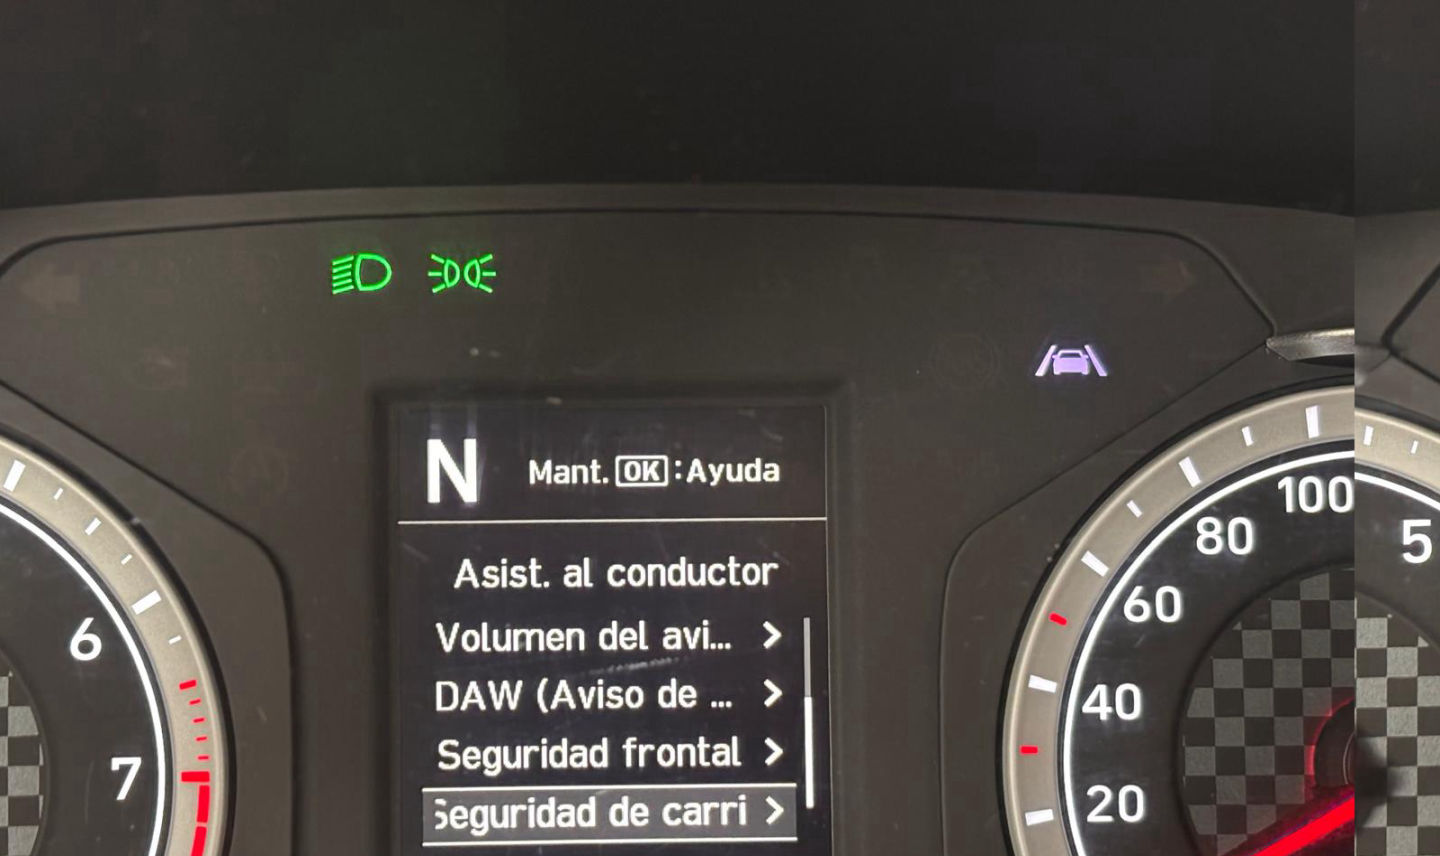 N
Mant. OK : Ayuda
Asist. al conductor
Volumen del avi...
DAW (Aviso de ...
Seguridad frontal
Seguridad de carri
6
7
100
80
60
40
20
5